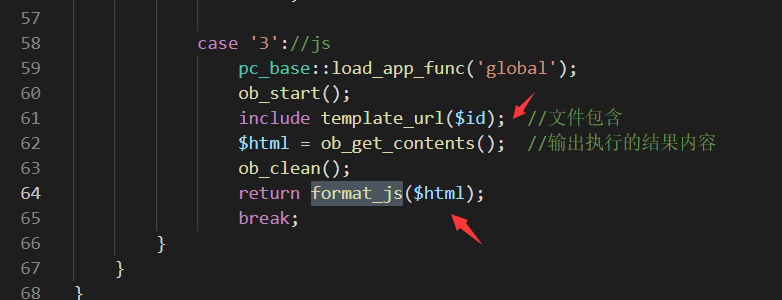 57
58 case '3'://js
59 pc_base::load_app_func('global');
60 ob_start();
61 include template_url($id); //文件包含
62 $html = ob_get_contents(); //输出执行的结果内容
63 ob_clean();
64 return format_js($html);
65 break;
66 }
67 }
68 }